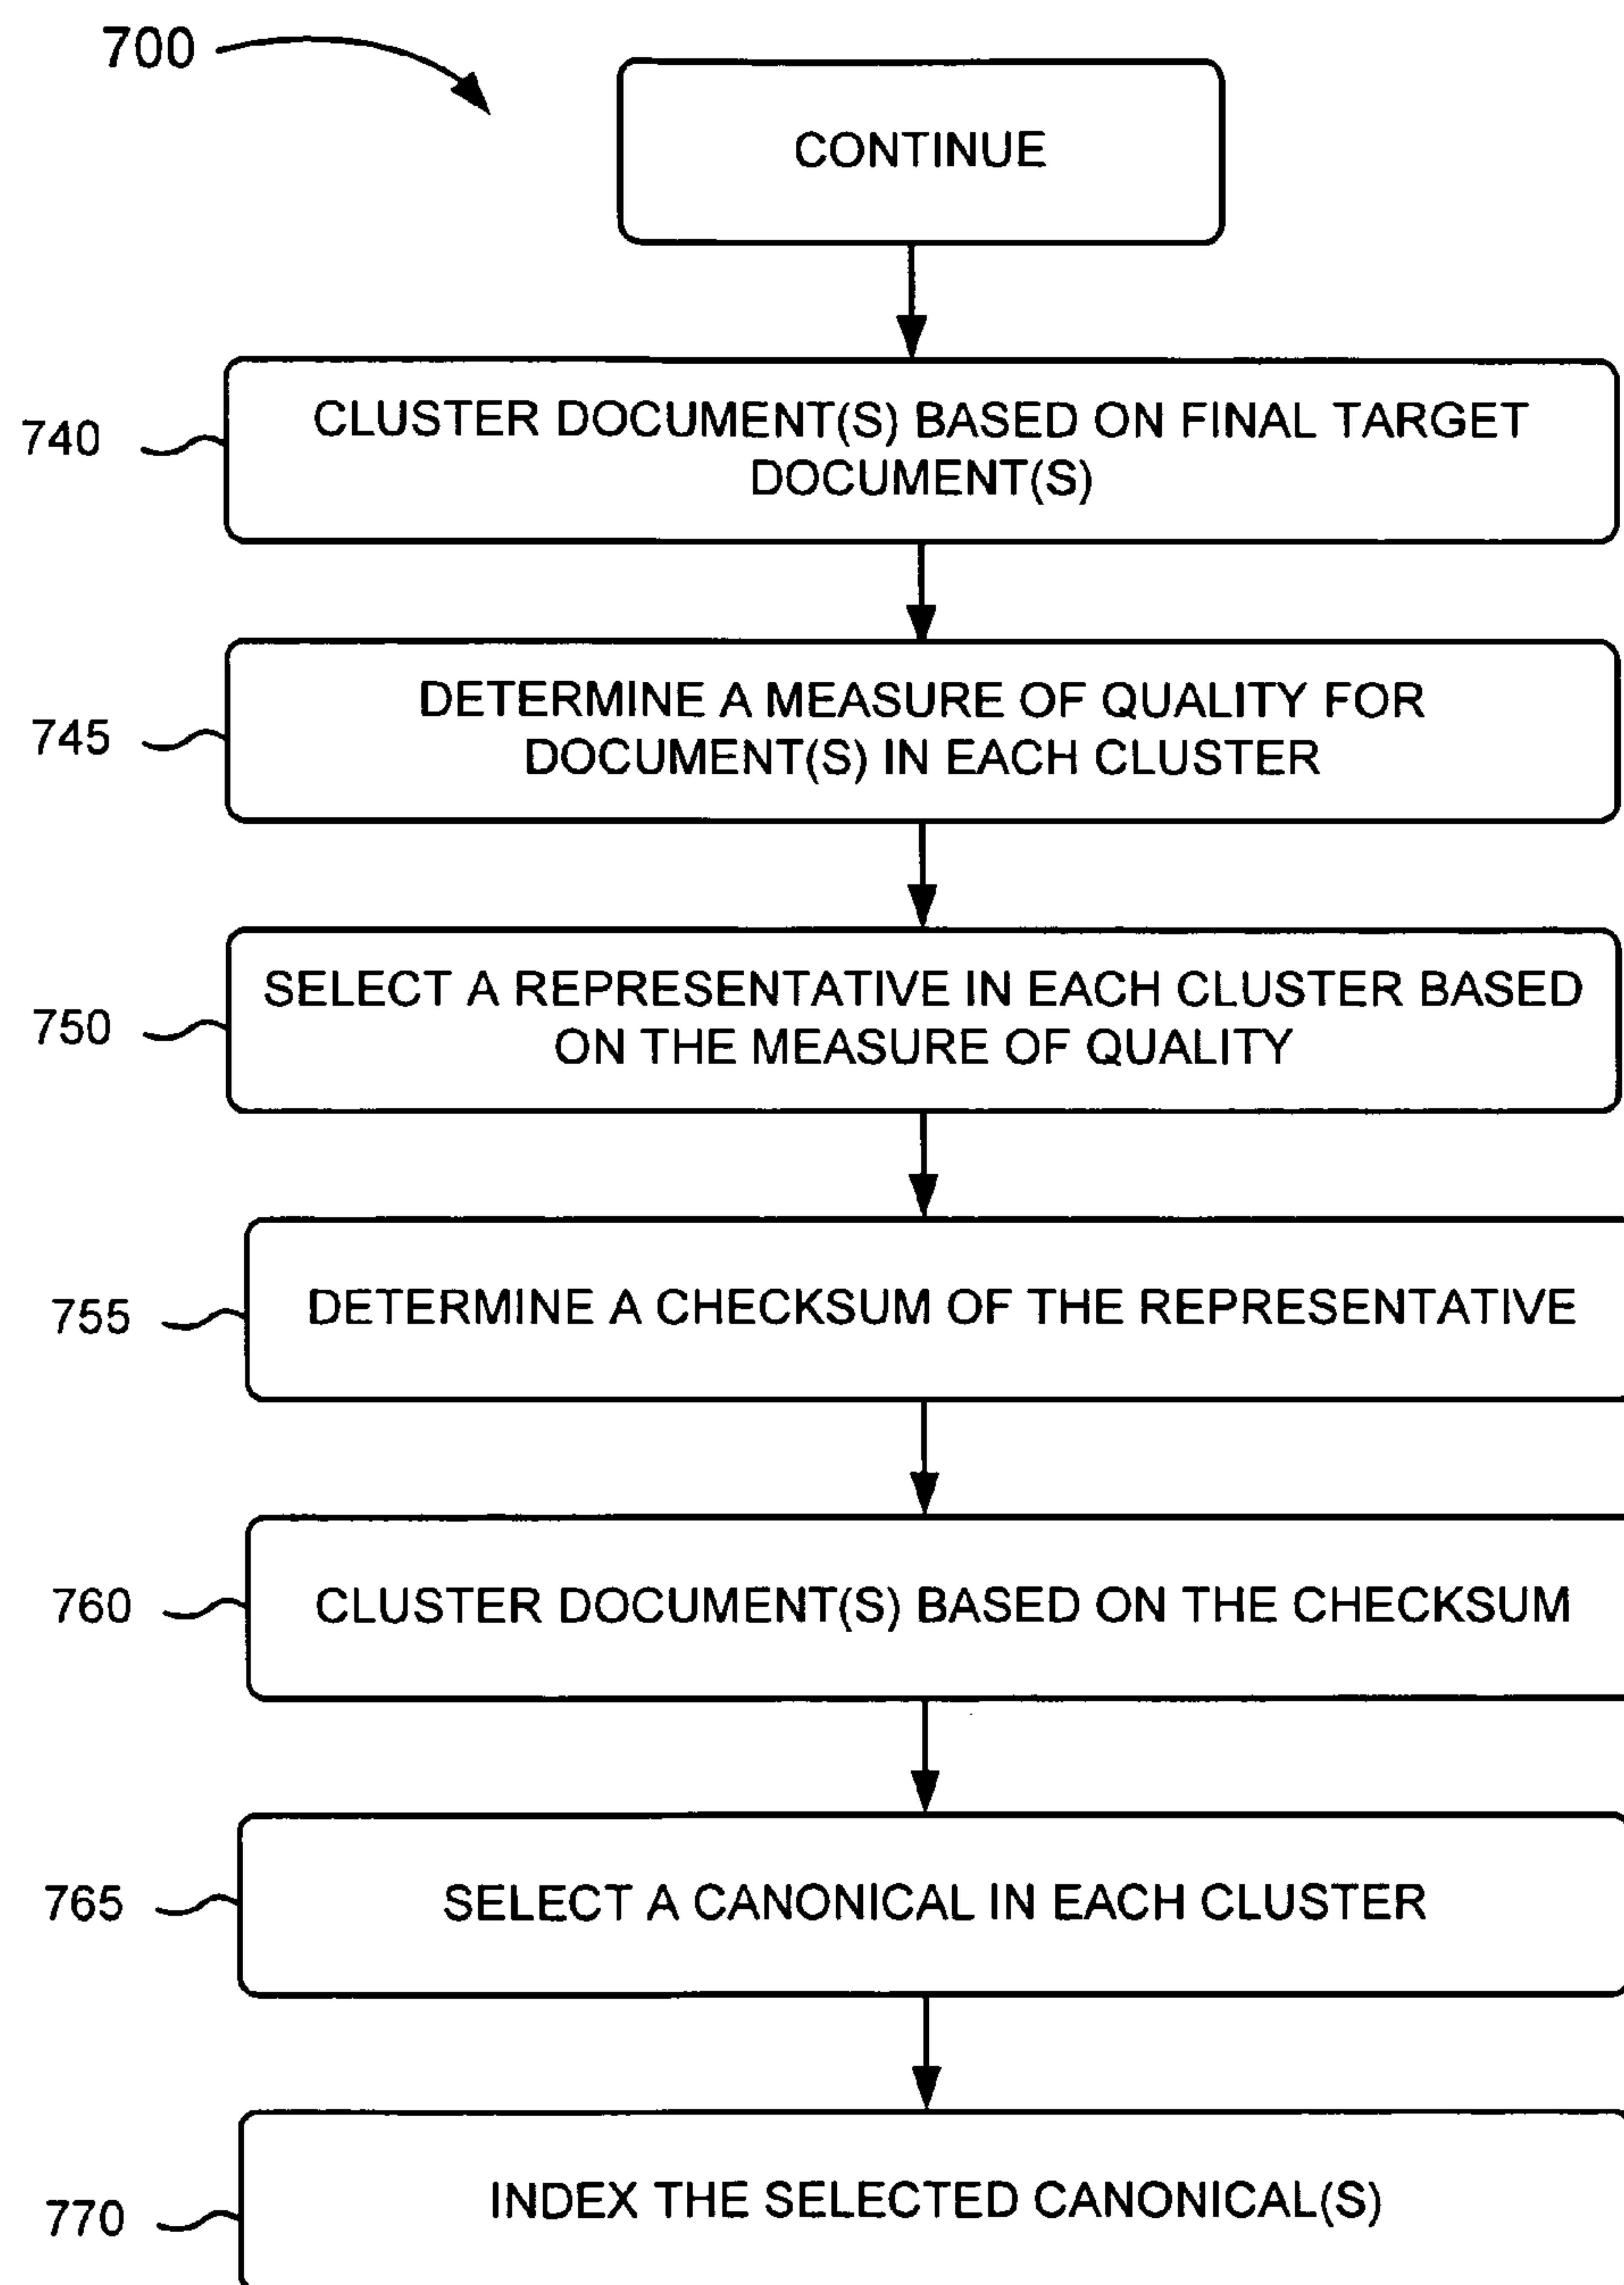 700
CONTINUE
740
CLUSTER DOCUMENT(S) BASED ON FINAL TARGET
DOCUMENT(S)
745
DETERMINE A MEASURE OF QUALITY FOR
DOCUMENT(S) IN EACH CLUSTER
750
SELECT A REPRESENTATIVE IN EACH CLUSTER BASED
ON THE MEASURE OF QUALITY
755
DETERMINE A CHECKSUM OF THE REPRESENTATIVE
760
CLUSTER DOCUMENT(S) BASED ON THE CHECKSUM
765
SELECT A CANONICAL IN EACH CLUSTER
770
INDEX THE SELECTED CANONICAL(S)